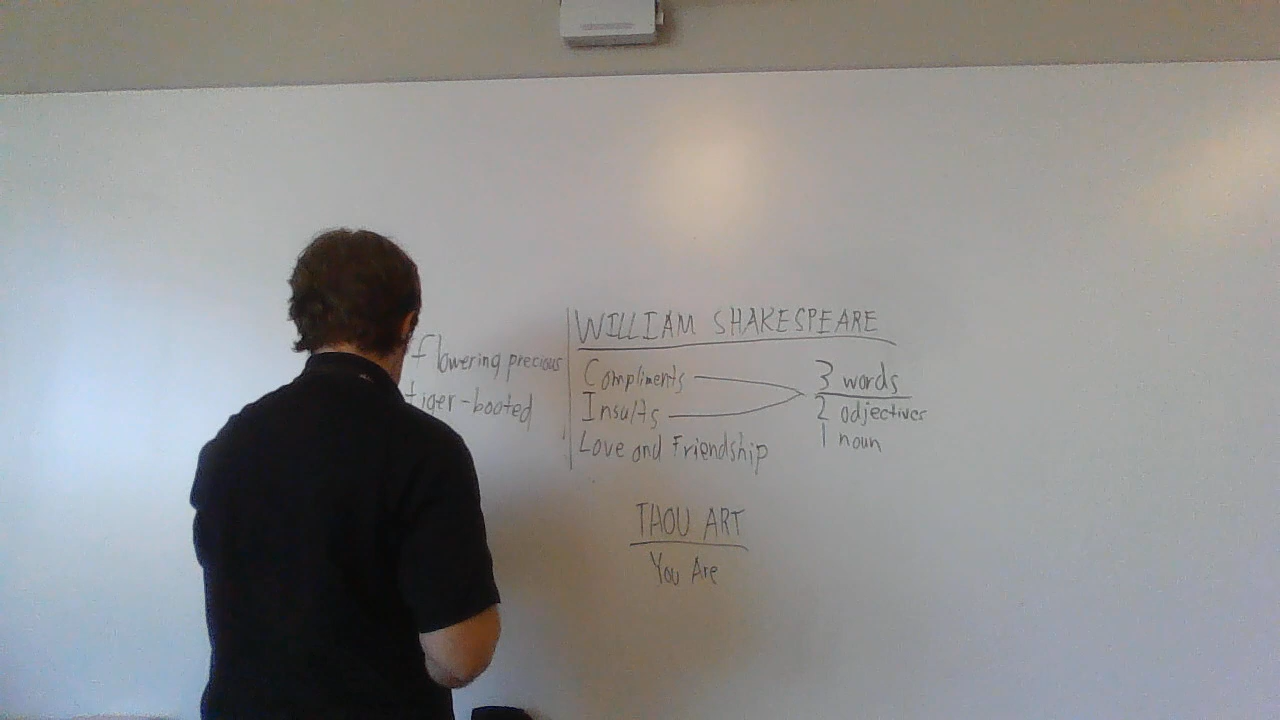 flowering precious
tiger-booted
WILLIAM SHAKESPEARE
Compliments
Insults
Love and Friendship
3 words
2 adjectives
1 noun
THOU ART
You Are